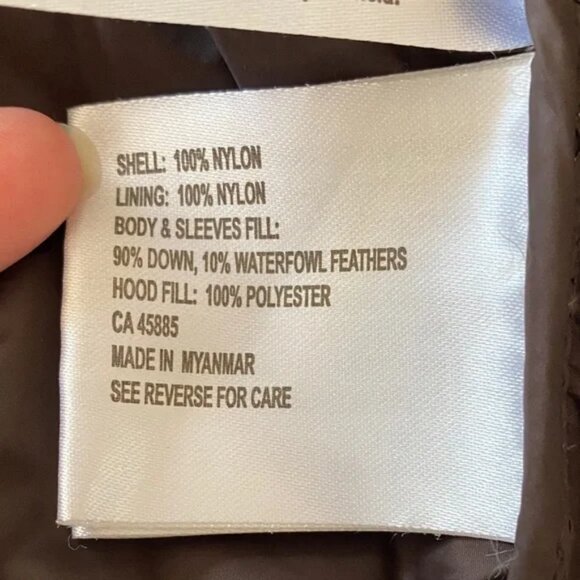 SHELL: 100% NYLON
LINING: 100% NYLON
BODY & SLEEVES FILL:
90% DOWN, 10% WATERFOWL FEATHERS
HOOD FILL: 100% POLYESTER
CA 45885
MADE IN MYANMAR
SEE REVERSE FOR CARE